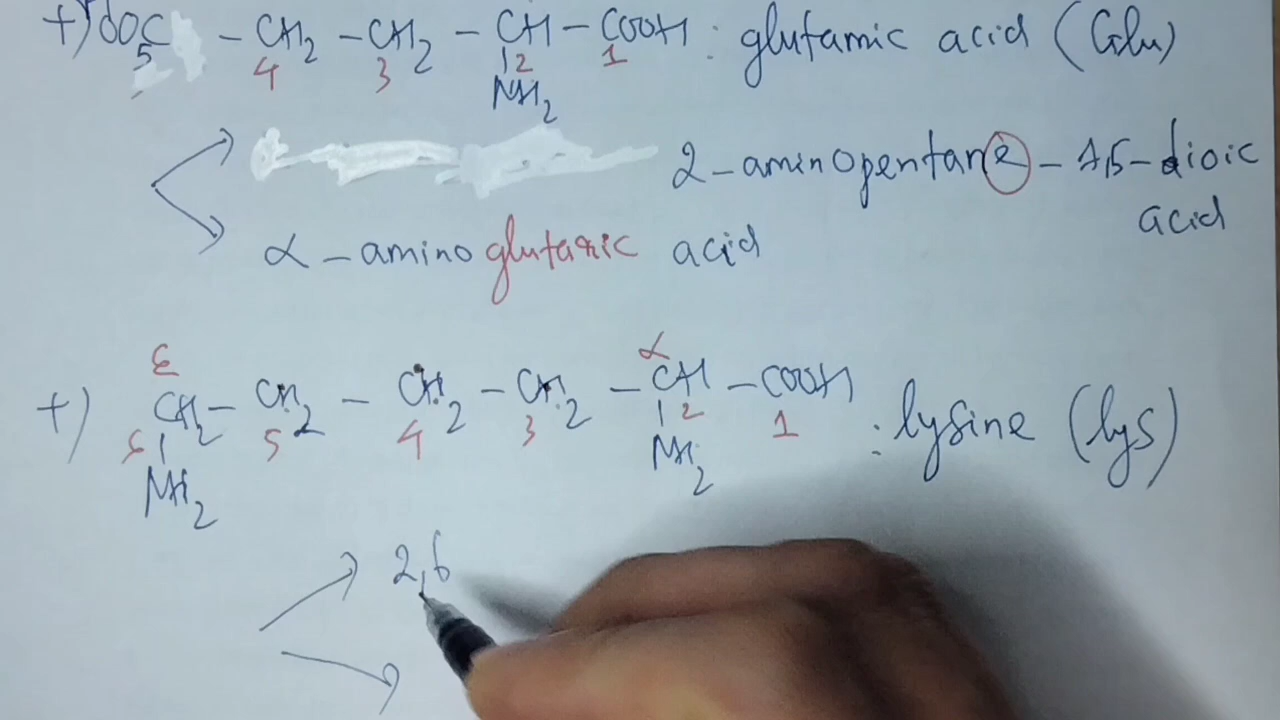 +) HOOC - CH2 - CH2 - CH - COOH : glutamic acid (Glu)
5 4 3 2 1
NH2
2-aminopentane - 1,5-dioic
acid
α-aminoglutaric acid
ε α
+) CH2 - CH2 - CH2 - CH2 - CH - COOH : lysine (lys)
6 5 4 3 2 1
NH2 NH2
2,6